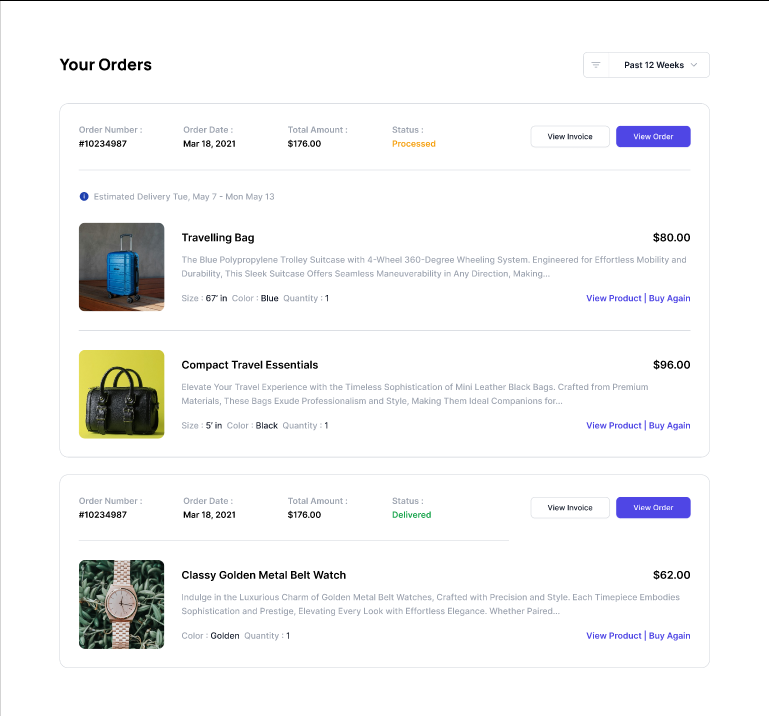 Your Orders
Past 12 Weeks
Order Number : Order Date : Total Amount : Status :
#10234987 Mar 18, 2021 $176.00 Processed
View Invoice View Order
Estimated Delivery Tue, May 7 - Mon May 13
Travelling Bag $80.00
The Blue Polypropylene Trolley Suitcase with 4-Wheel 360-Degree Wheeling System. Engineered for Effortless Mobility and
Durability, This Sleek Suitcase Offers Seamless Maneuverability in Any Direction, Making...
Size : 67' in Color : Blue Quantity : 1 View Product | Buy Again
Compact Travel Essentials $96.00
Elevate Your Travel Experience with the Timeless Sophistication of Mini Leather Black Bags. Crafted from Premium
Materials, These Bags Exude Professionalism and Style, Making Them Ideal Companions for...
Size : 5' in Color : Black Quantity : 1 View Product | Buy Again
Order Number : Order Date : Total Amount : Status :
#10234987 Mar 18, 2021 $176.00 Delivered
View Invoice View Order
Classy Golden Metal Belt Watch $62.00
Indulge in the Luxurious Charm of Golden Metal Belt Watches, Crafted with Precision and Style. Each Timepiece Embodies
Sophistication and Prestige, Elevating Every Look with Effortless Elegance. Whether Paired...
Color : Golden Quantity : 1 View Product | Buy Again